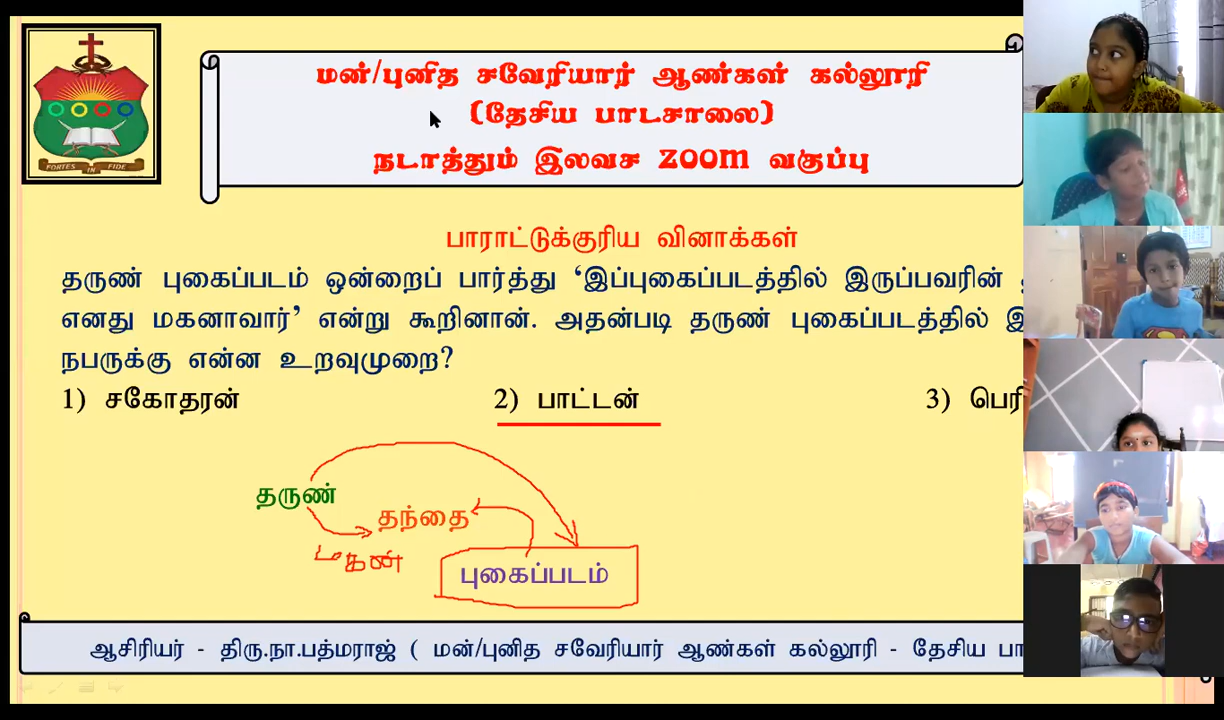 FORTES IN FIDE
மன்/புனித சவேரியார் ஆண்கள் கல்லூரி
(தேசிய பாடசாலை)
நடாத்தும் இலவச ZOOM வகுப்பு
பாராட்டுக்குரிய வினாக்கள்
தருண் புகைப்படம் ஒன்றைப் பார்த்து ‘இப்புகைப்படத்தில் இருப்பவரின்
எனது மகனாவார்’ என்று கூறினான். அதன்படி தருண் புகைப்படத்தில்
நபருக்கு என்ன உறவுமுறை?
1) சகோதரன் 2) பாட்டன் 3)
தருண்
தந்தை
மகன்
புகைப்படம்
ஆசிரியர் - திரு.நா.பத்மராஜ் ( மன்/புனித சவேரியார் ஆண்கள் கல்லூரி - தேசிய